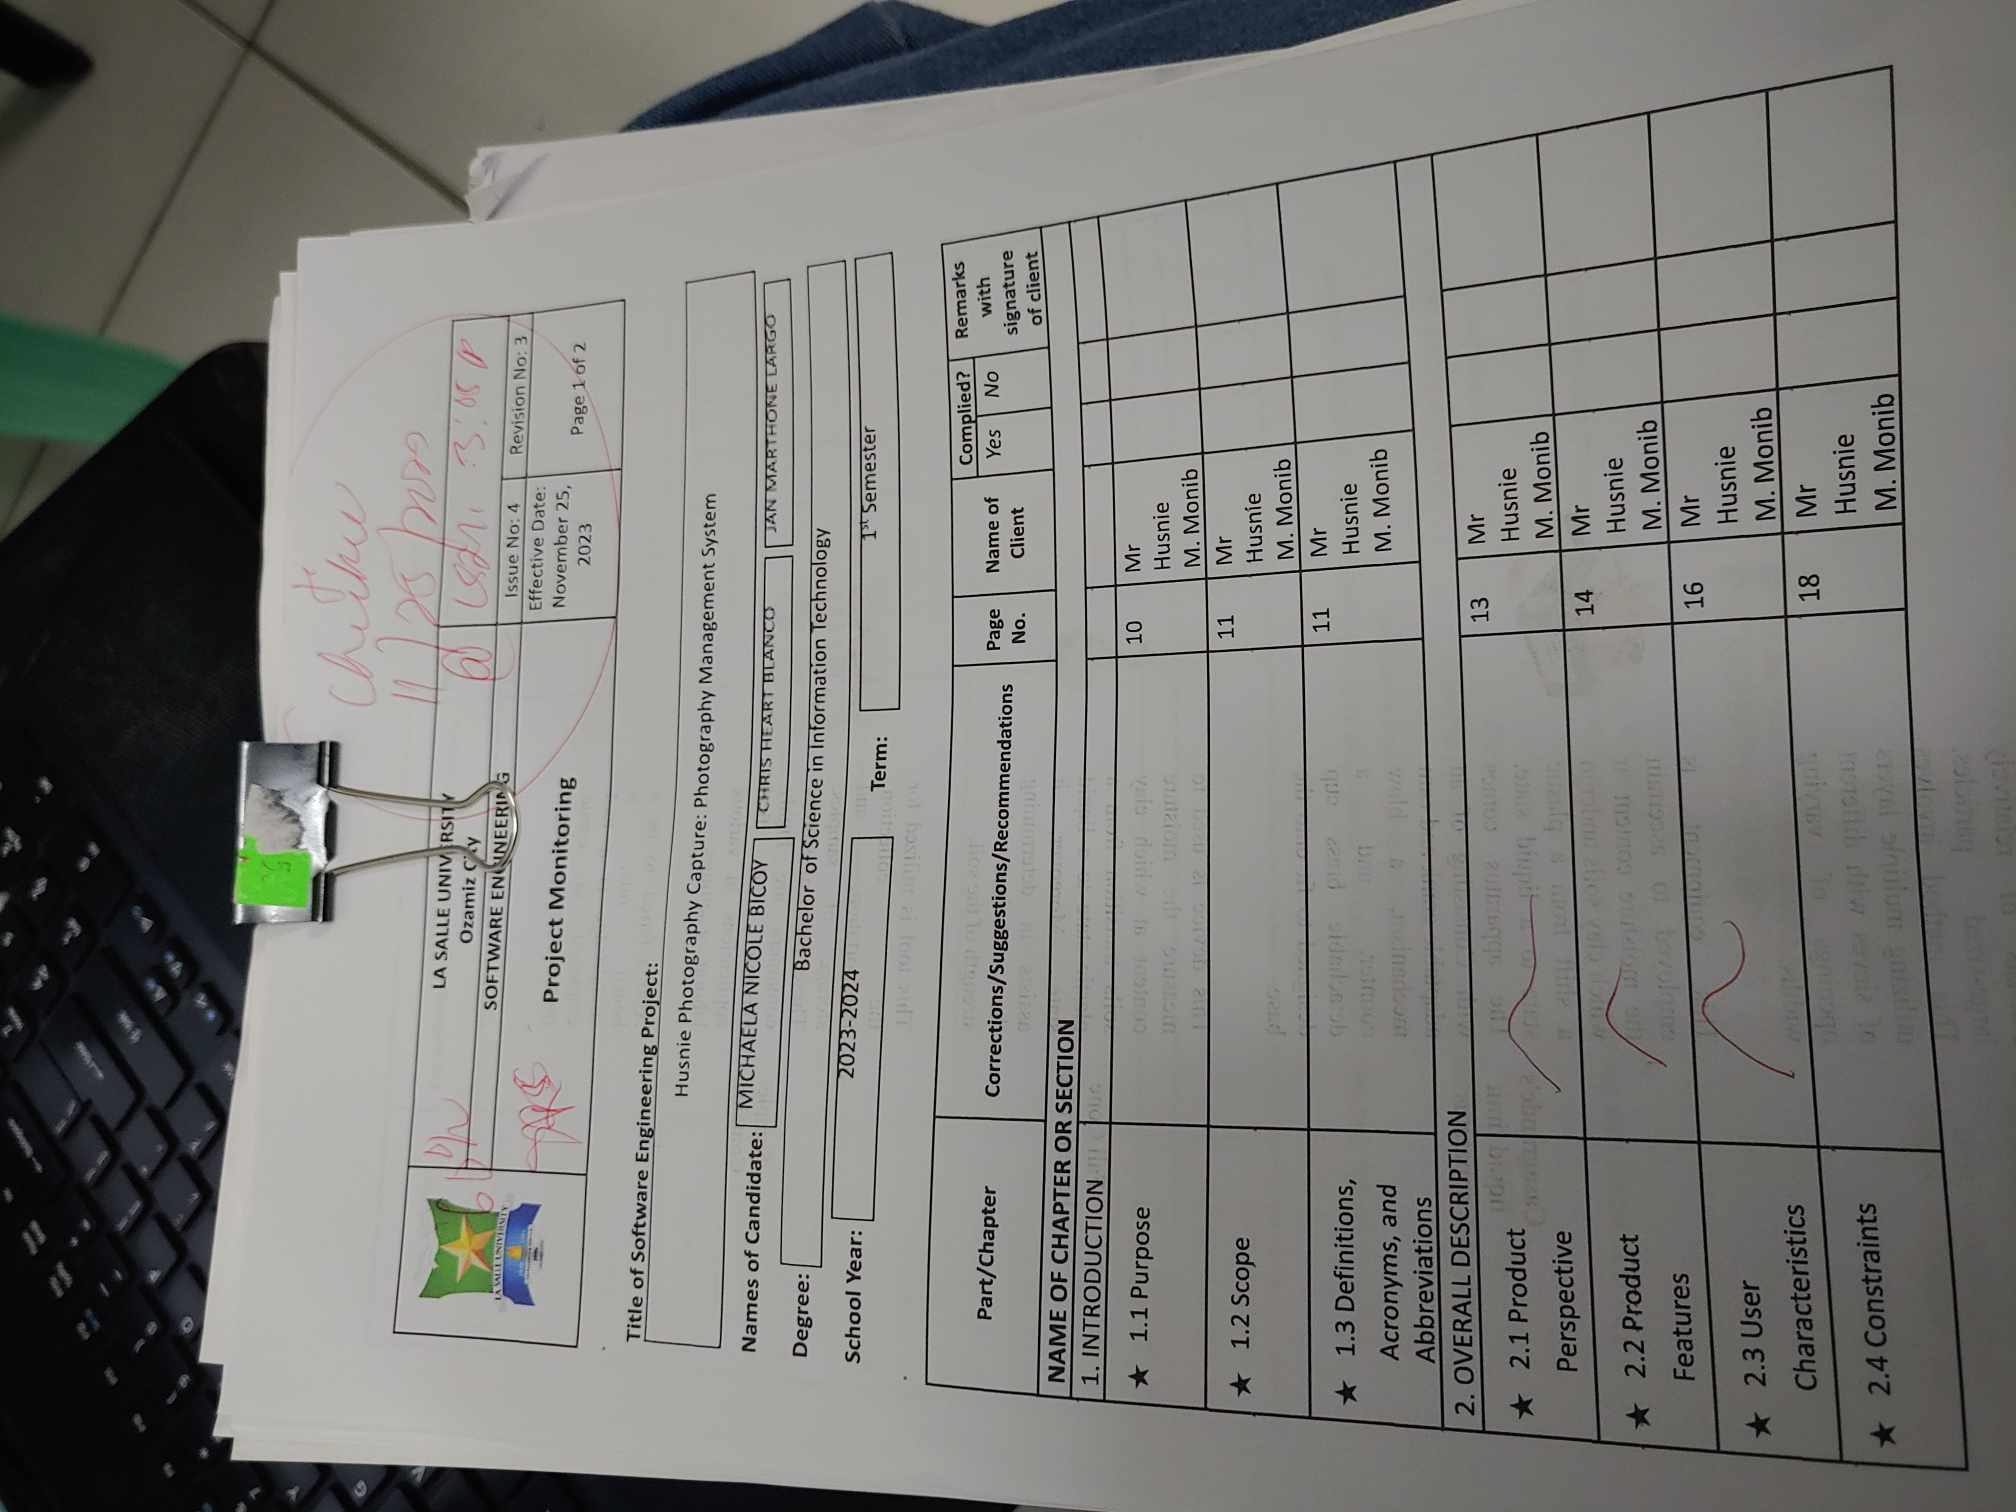 11/25/2023
LA SALLE UNIVERSITY
Ozamiz City
SOFTWARE ENGINEERING
Project Monitoring
Issue No: 4
Revision No: 3
Effective Date:
November 25,
2023
Page 1 of 2
LA SALLE UNIVERSITY
Title of Software Engineering Project:
Husnie Photography Capture: Photography Management System
Names of Candidate: MICHAELA NICOLE BICOY CHRIS HEART BLANCO JAN MARTHONE LARGO
Degree: Bachelor of Science in Information Technology
School Year: 2023-2024 Term: 1st Semester
Part/Chapter
Corrections/Suggestions/Recommendations
Page
No.
Name of
Client
Complied?
Yes No
Remarks
with
signature
of client
NAME OF CHAPTER OR SECTION
1. INTRODUCTION
★ 1.1 Purpose
10
Mr
Husnie
M. Monib
★ 1.2 Scope
11
Mr
Husnie
M. Monib
★ 1.3 Definitions,
Acronyms, and
Abbreviations
11
Mr
Husnie
M. Monib
2. OVERALL DESCRIPTION
★ 2.1 Product
Perspective
13
Mr
Husnie
M. Monib
★ 2.2 Product
Features
14
Mr
Husnie
M. Monib
★ 2.3 User
Characteristics
16
Mr
Husnie
M. Monib
★ 2.4 Constraints
18
Mr
Husnie
M. Monib